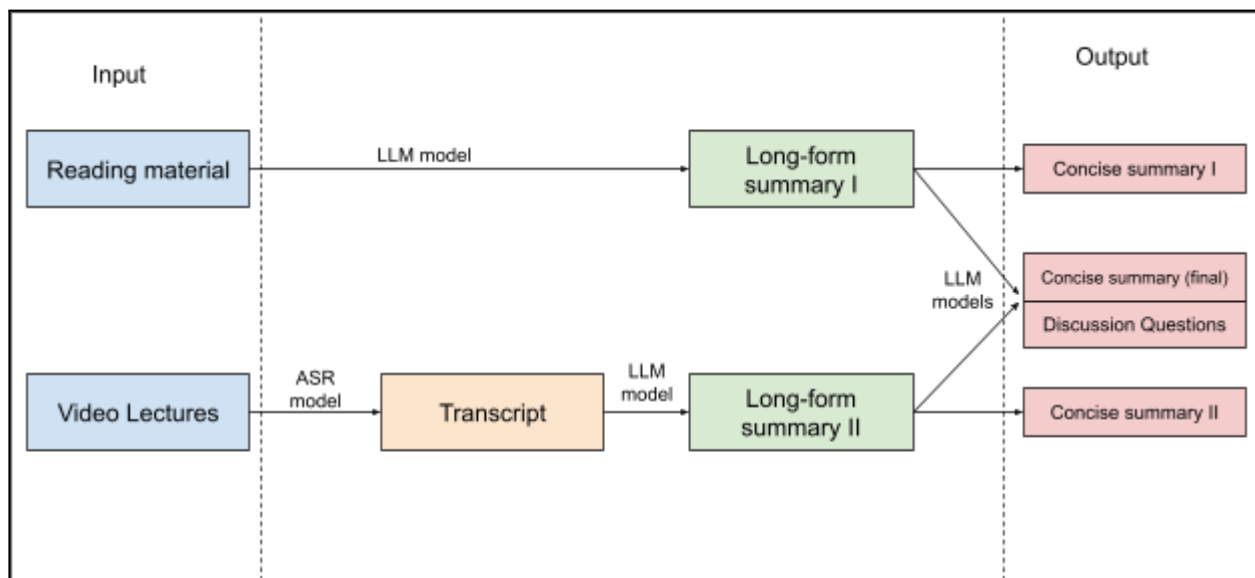 Input
Output
Reading material
LLM model
Long-form
summary I
Concise summary I
LLM
models
Concise summary (final)
Discussion Questions
Video Lectures
ASR
model
Transcript
LLM
model
Long-form
summary II
Concise summary II